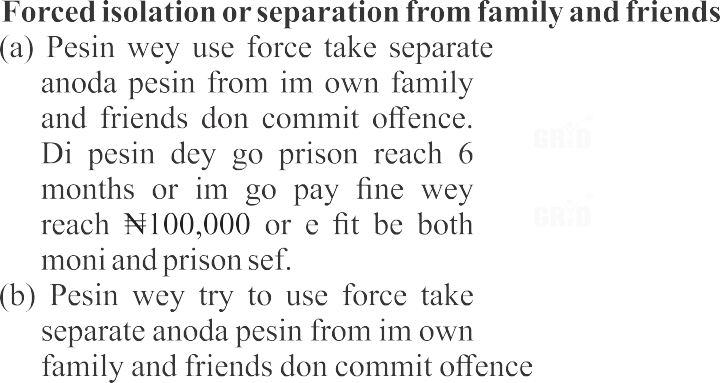 Forced isolation or separation from family and friends
(a) Pesin wey use force take separate
anoda pesin from im own family
and friends don commit offence.
Di pesin dey go prison reach 6
months or im go pay fine wey
reach ₦100,000 or e fit be both
moni and prison sef.
(b) Pesin wey try to use force take
separate anoda pesin from im own
family and friends don commit offence
GRID
GRID